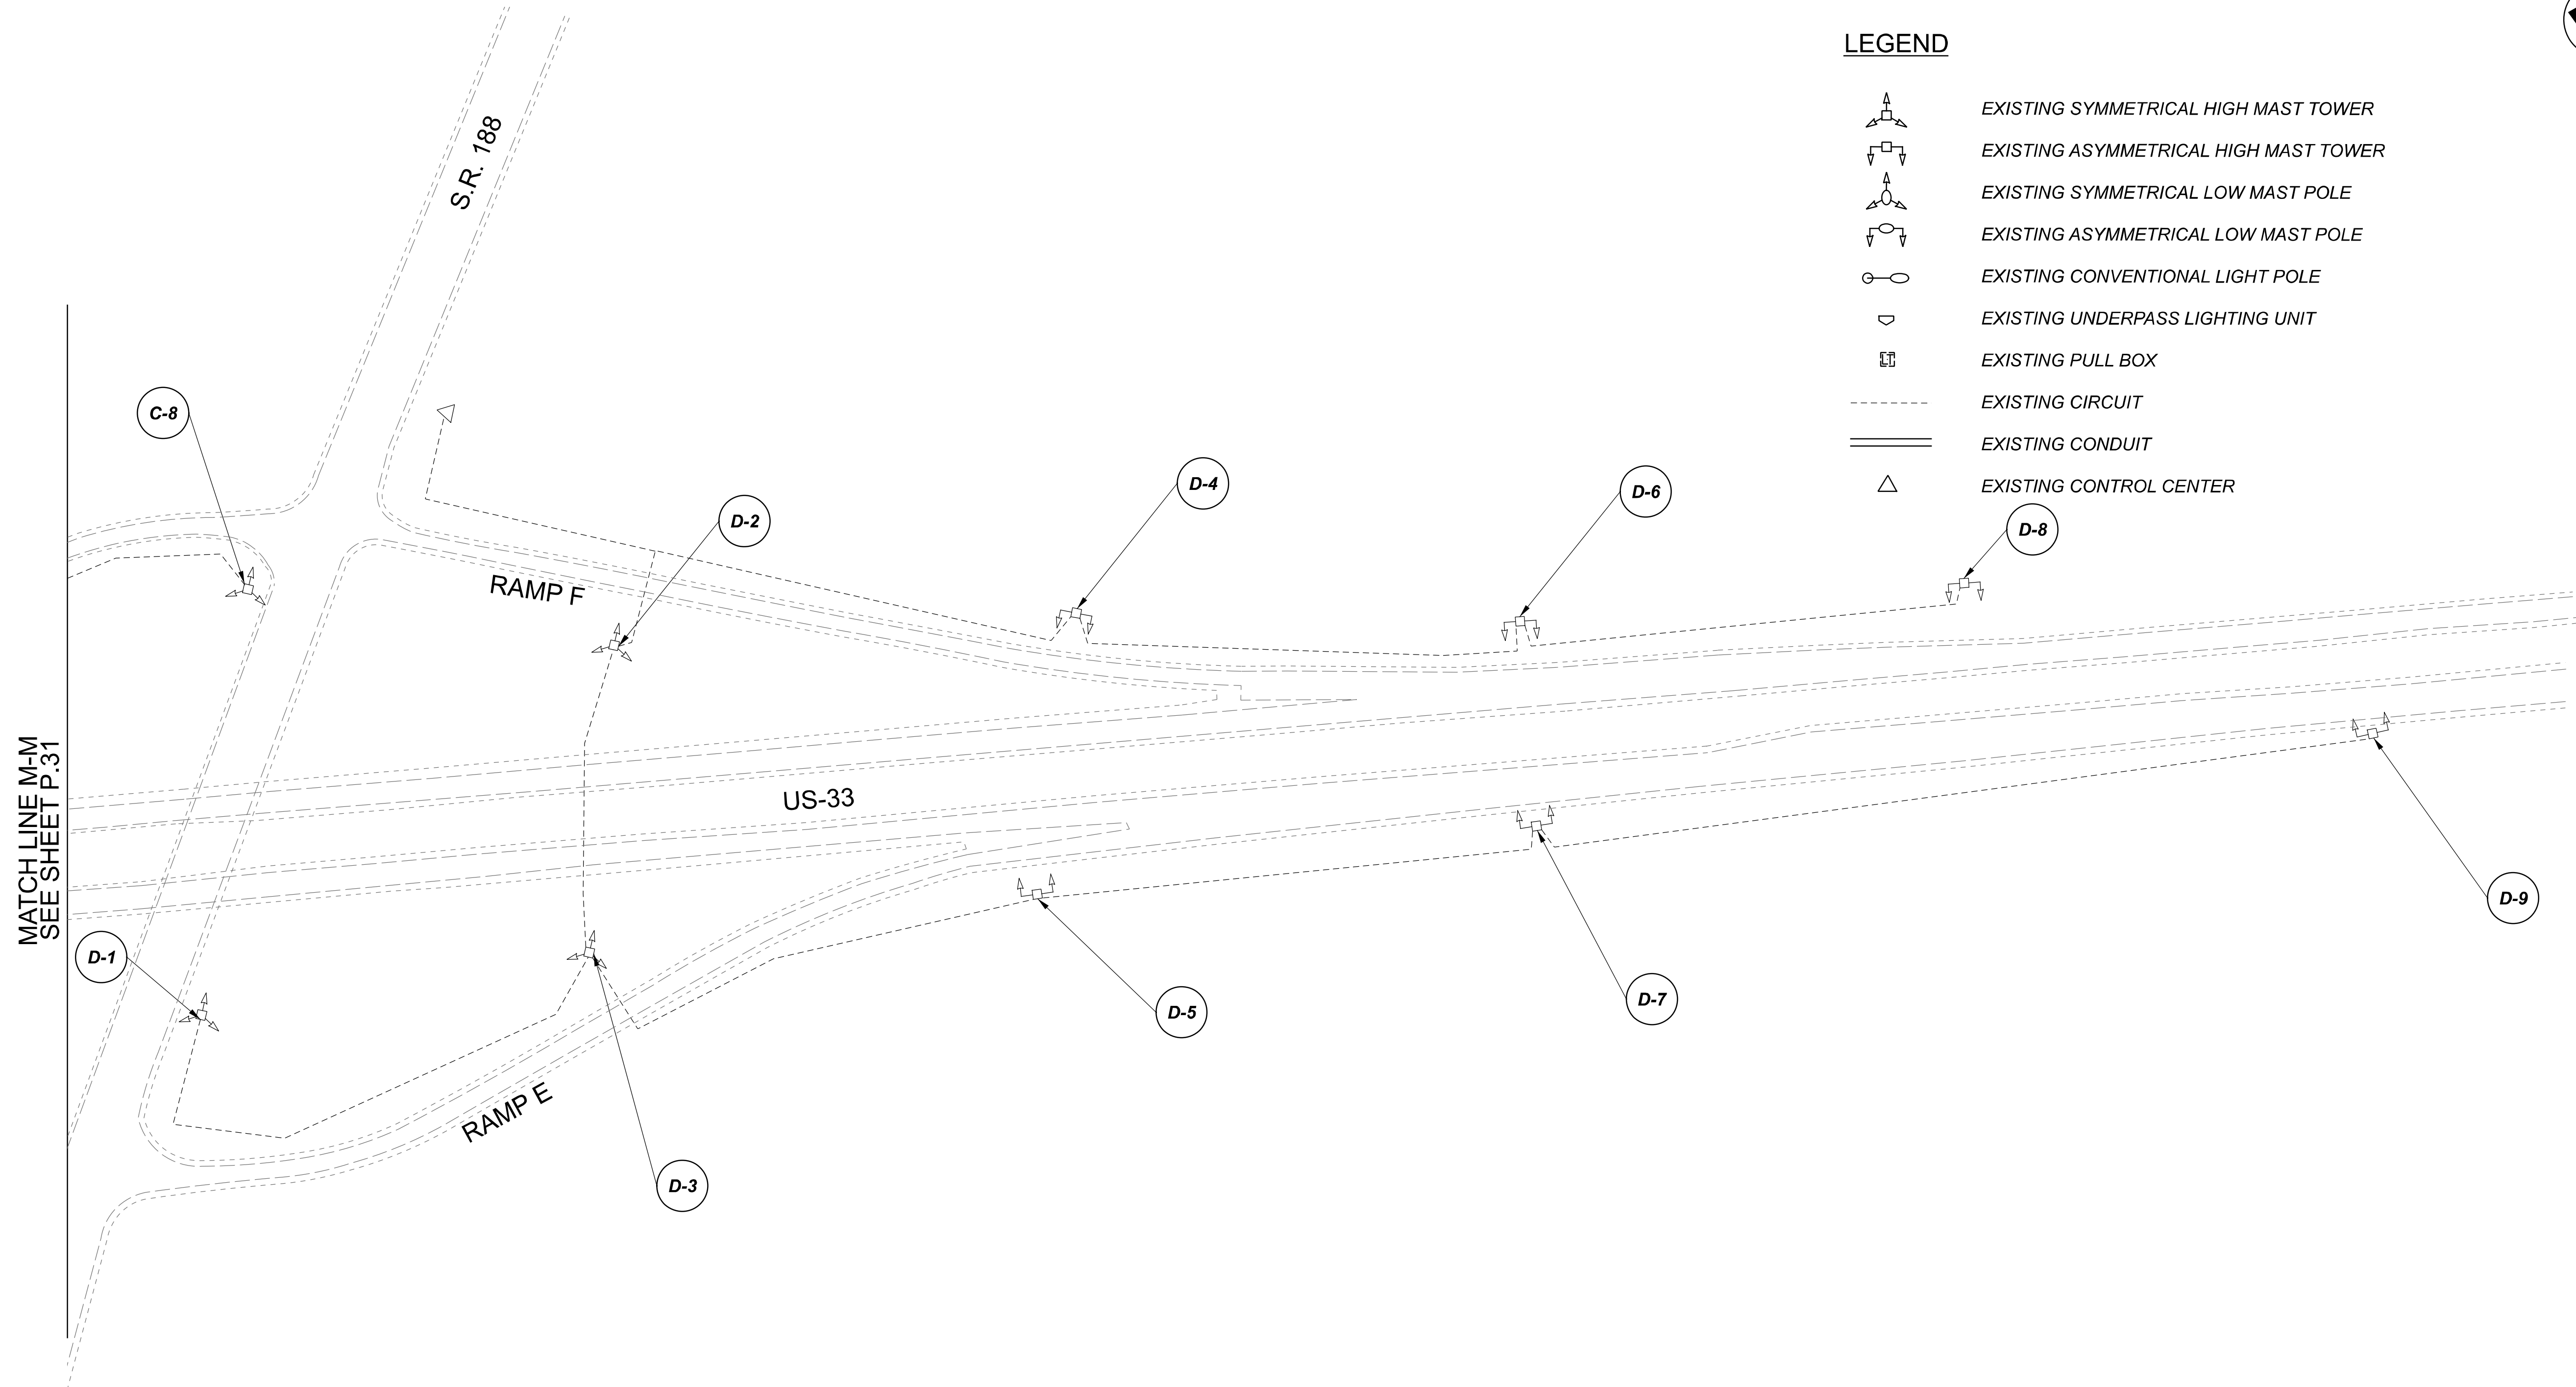 LEGEND
EXISTING SYMMETRICAL HIGH MAST TOWER
EXISTING ASYMMETRICAL HIGH MAST TOWER
EXISTING SYMMETRICAL LOW MAST POLE
EXISTING ASYMMETRICAL LOW MAST POLE
EXISTING CONVENTIONAL LIGHT POLE
EXISTING UNDERPASS LIGHTING UNIT
LT
EXISTING PULL BOX
EXISTING CIRCUIT
EXISTING CONDUIT
EXISTING CONTROL CENTER
S.R. 188
C-8
D-2
D-4
D-6
D-8
RAMP F
US-33
MATCH LINE M-M
SEE SHEET P.31
D-1
D-3
D-5
D-7
D-9
RAMP E